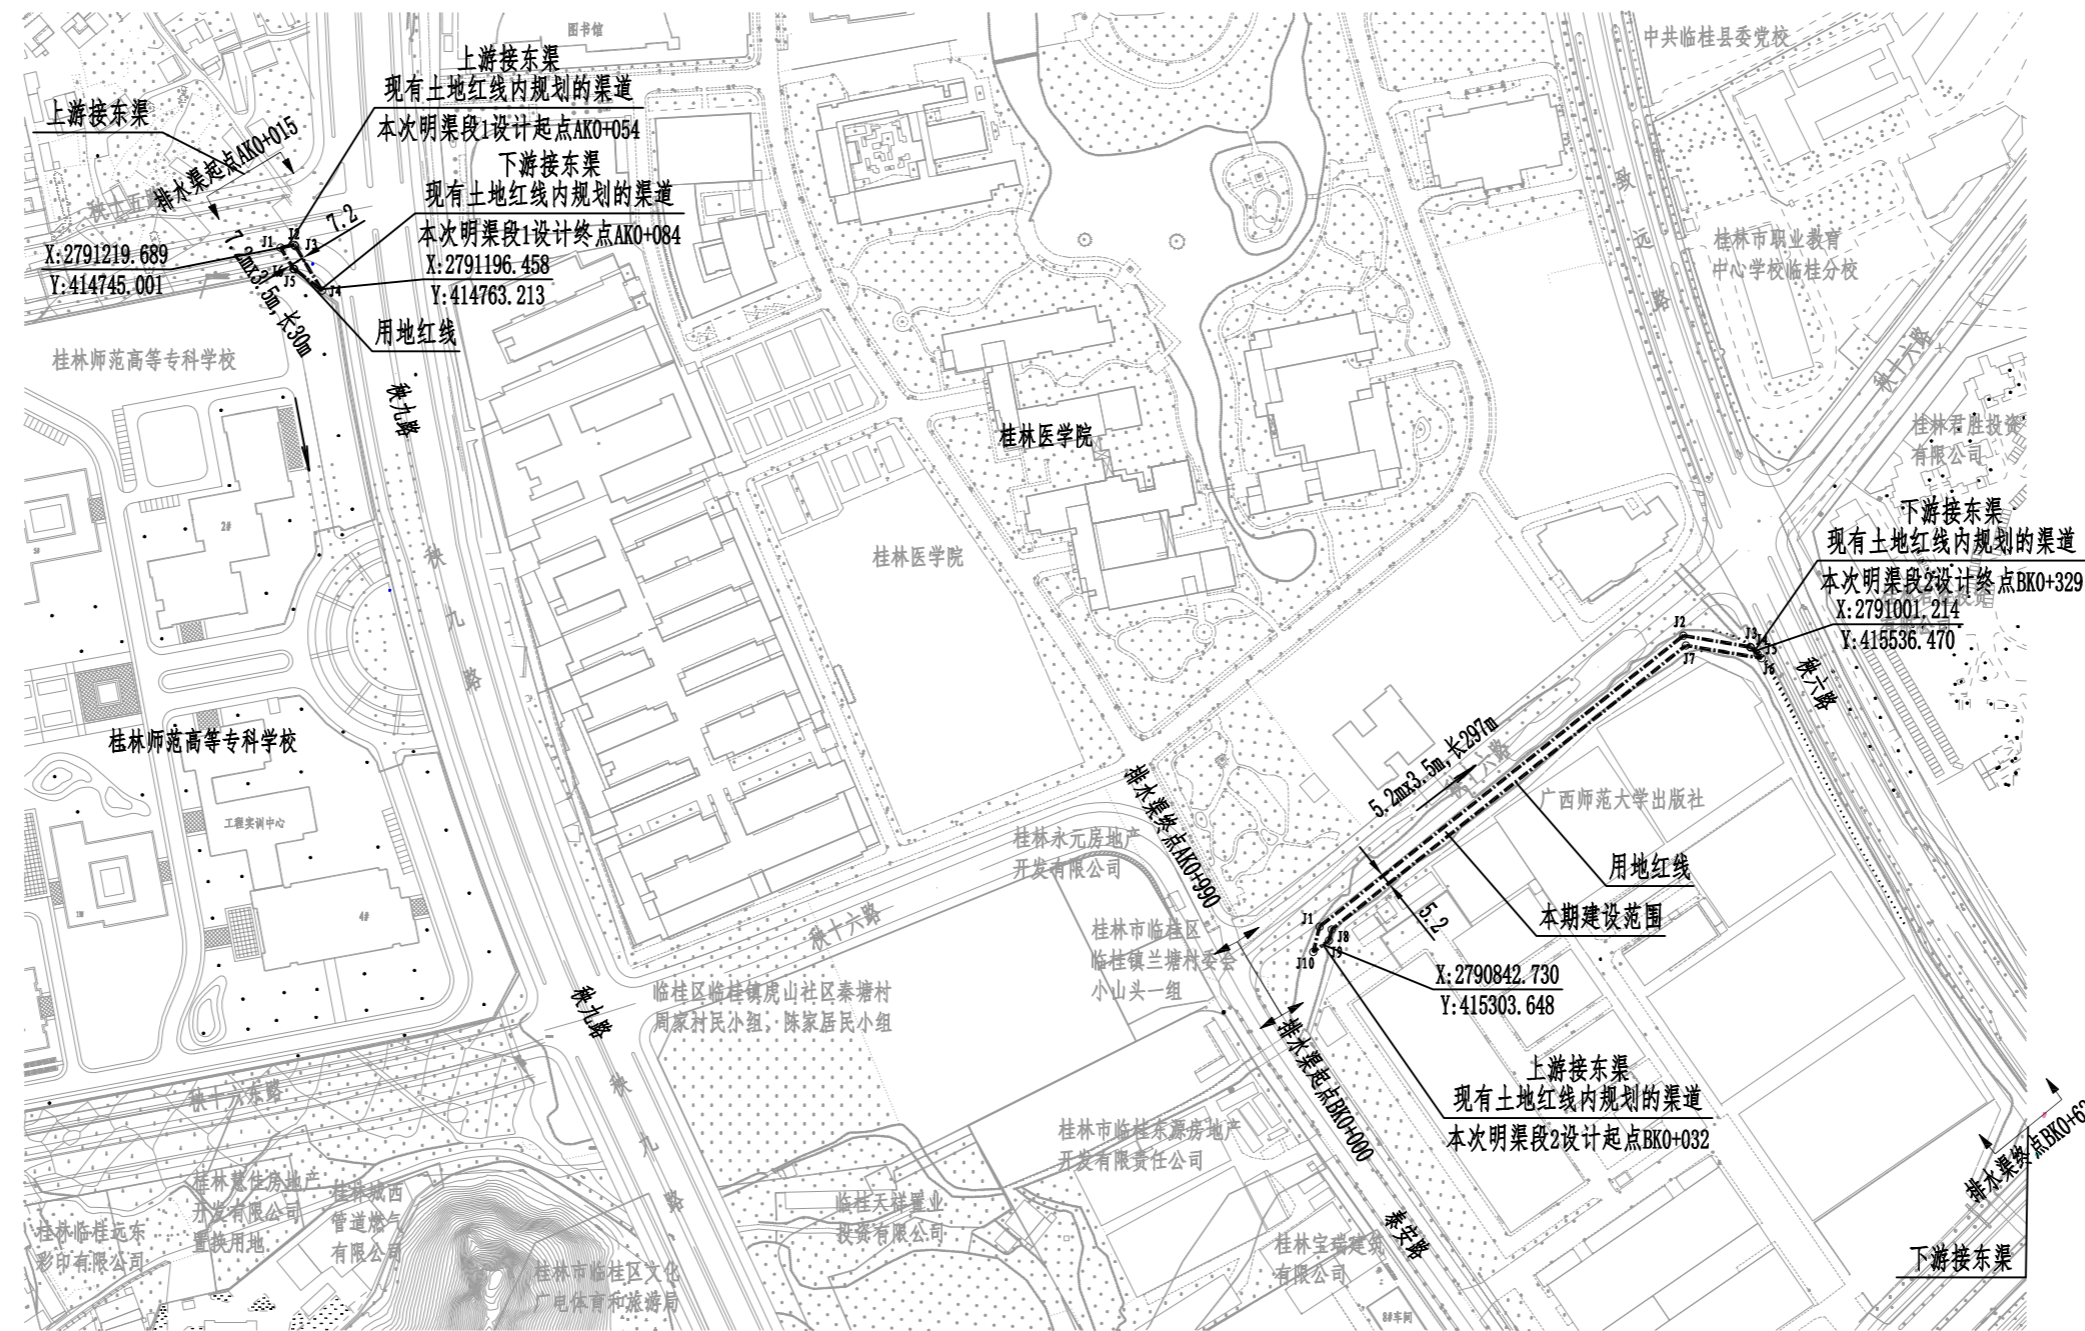 图书馆
中共临桂县委党校
上游接东渠
现有土地红线内规划的渠道
本次明渠段1设计起点AK0+054
上游接东渠
排水渠起点AK0+015
秧十五
下游接东渠
现有土地红线内规划的渠道
本次明渠段1设计终点AK0+084
X:2791196.458
Y:414763.213
7.2
J1
J2
J3
J5
J4
X:2791219.689
Y:414745.001
7.2mx3.5m,长30m
广
用地红线
桂林师范高等专科学校
秧九路
致远路
桂林市职业教育
中心学校临桂分校
秧十六路
桂林君胜投资
有限公司
桂林医学院
桂林医学院
2#
秧九路
下游接东渠
现有土地红线内规划的渠道
本次明渠段2设计终点BK0+329
X:2791001.214
Y:415536.470
J2
J3
J4
J5
J6
J7
秧六路
桂林师范高等专科学校
工程实训中心
4#
5.2mx3.5m,长297m
广西师范大学出版社
排水渠终点AK0+990
桂林永元房地产
开发有限公司
用地红线
本期建设范围
5.2
秧十六路
桂林市临桂区
临桂镇兰塘村委会
小山头一组
J1
J8
J9
J10
X:2790842.730
Y:415303.648
临桂区临桂镇虎山社区秦塘村
周家村民小组,陈家居民小组
秧九路
排水渠起点BK0+000
上游接东渠
现有土地红线内规划的渠道
本次明渠段2设计起点BK0+032
秧十六东路
秧九路
桂林市临桂东源房地产
开发有限责任公司
桂林慧佳房地产
开发有限公司
置换用地
桂林城西
管道燃气
有限公司
桂林临桂远东
彩印有限公司
临桂天祥置业
投资有限公司
桂林市临桂区文化
广电体育和旅游局
泰安路
桂林宝瑞建筑
有限公司
8#车间
排水渠终点BK0+6
下游接东渠